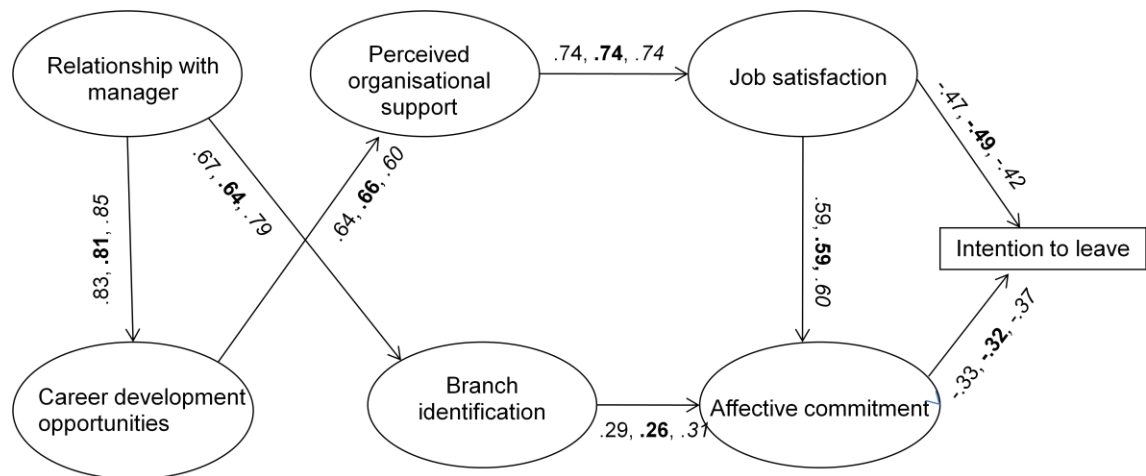 Relationship with
manager
Perceived
organisational
support
.74, .74, .74
Job satisfaction
-.47, -.49, -.42
.67, .64, .79
.64, .66, .60
.83, .81, .85
.59, .59, .60
Intention to leave
-.33, -.32, -.37
Career development
opportunities
Branch
identification
.29, .26, .31
Affective commitment